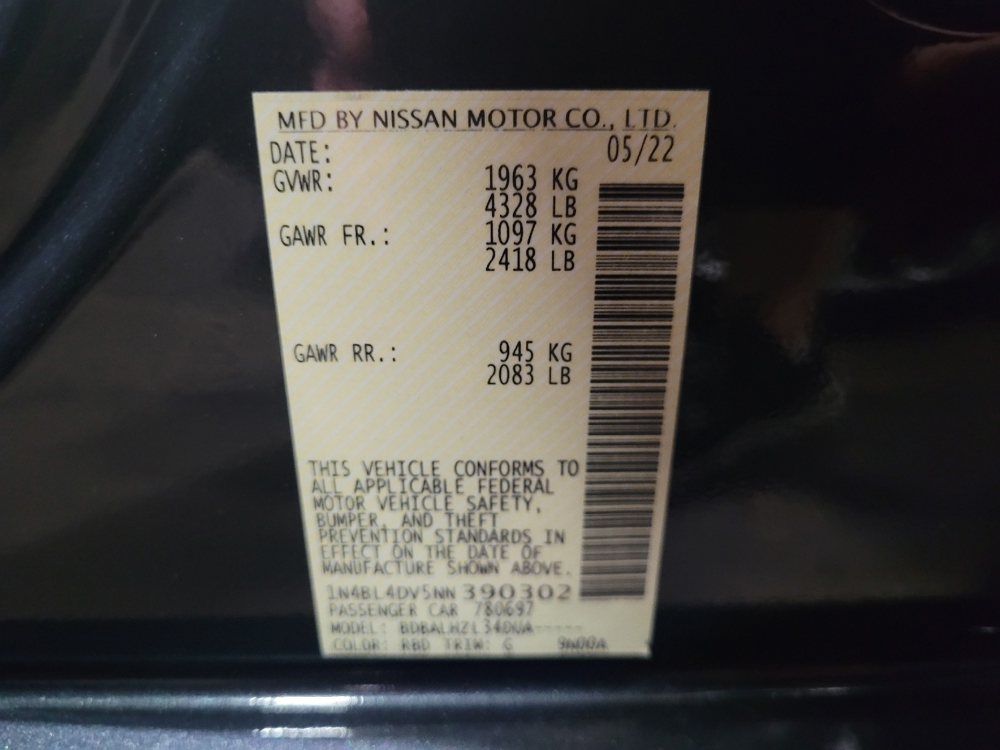 MFD BY NISSAN MOTOR CO., LTD.
DATE: 05/22
GVWR: 1963 KG
4328 LB
GAWR FR.: 1097 KG
2418 LB
GAWR RR.: 945 KG
2083 LB
THIS VEHICLE CONFORMS TO
ALL APPLICABLE FEDERAL
MOTOR VEHICLE SAFETY,
BUMPER, AND THEFT
PREVENTION STANDARDS IN
EFFECT ON THE DATE OF
MANUFACTURE SHOWN ABOVE.
1N4BL4DV5NN390302
PASSENGER CAR 780697
MODEL:
COLOR: RBD TRIM: G